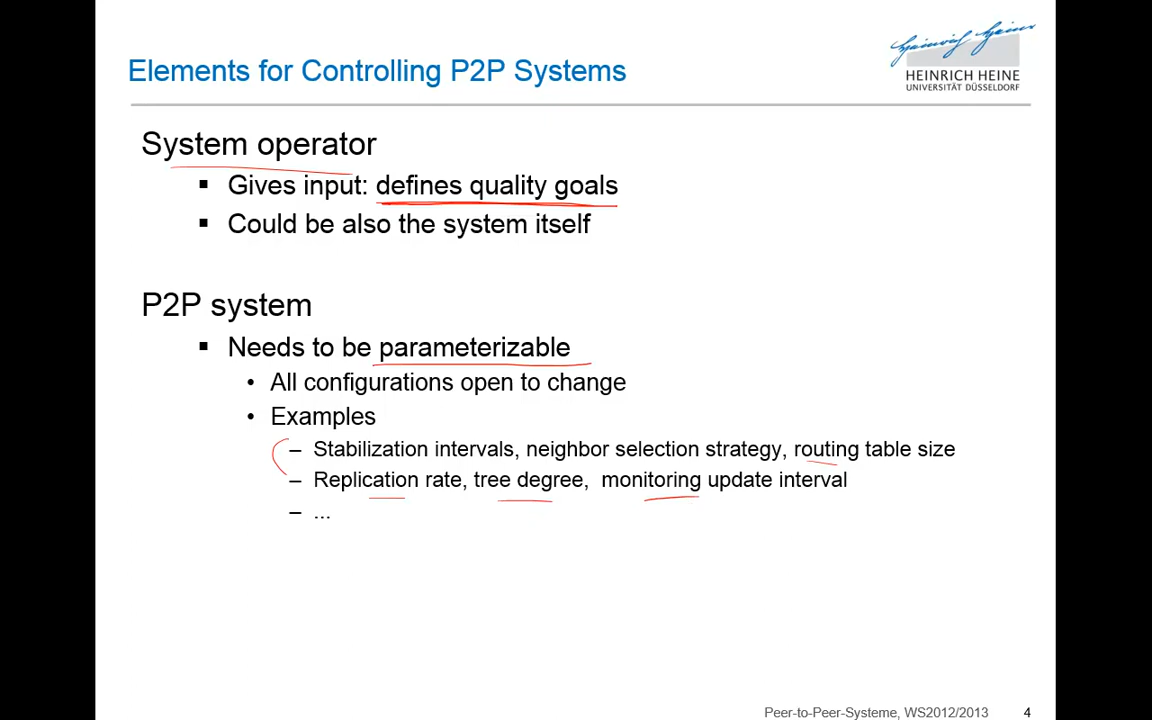 Heinrich Heine
HEINRICH HEINE
UNIVERSITÄT DÜSSELDORF
Elements for Controlling P2P Systems
System operator
▪ Gives input: defines quality goals
▪ Could be also the system itself
P2P system
▪ Needs to be parameterizable
• All configurations open to change
• Examples
– Stabilization intervals, neighbor selection strategy, routing table size
– Replication rate, tree degree, monitoring update interval
– ...
Peer-to-Peer-Systeme, WS2012/2013 4